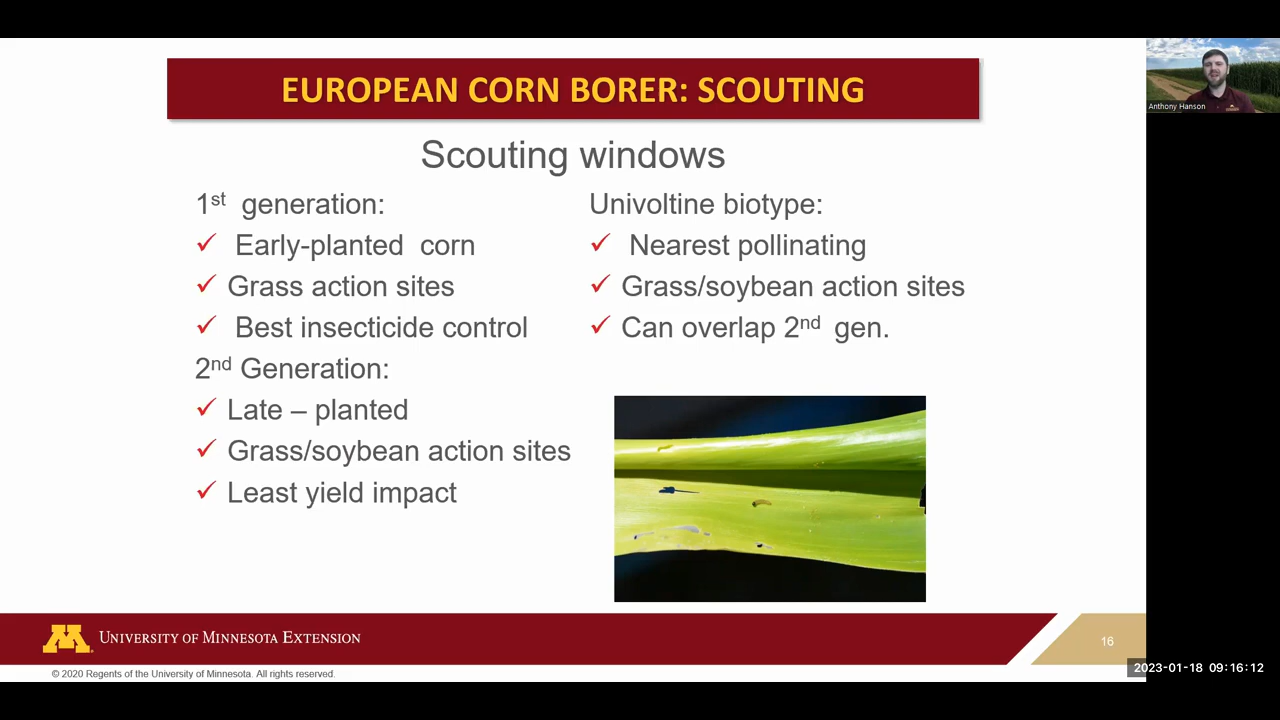 EUROPEAN CORN BORER: SCOUTING
Scouting windows
1st generation:
✓ Early-planted corn
✓ Grass action sites
✓ Best insecticide control
2nd Generation:
✓ Late – planted
✓ Grass/soybean action sites
✓ Least yield impact
Univoltine biotype:
✓ Nearest pollinating
✓ Grass/soybean action sites
✓ Can overlap 2nd gen.
Anthony Hanson
M
UNIVERSITY OF MINNESOTA EXTENSION
16
© 2020 Regents of the University of Minnesota. All rights reserved.
2023-01-18 09:16:12